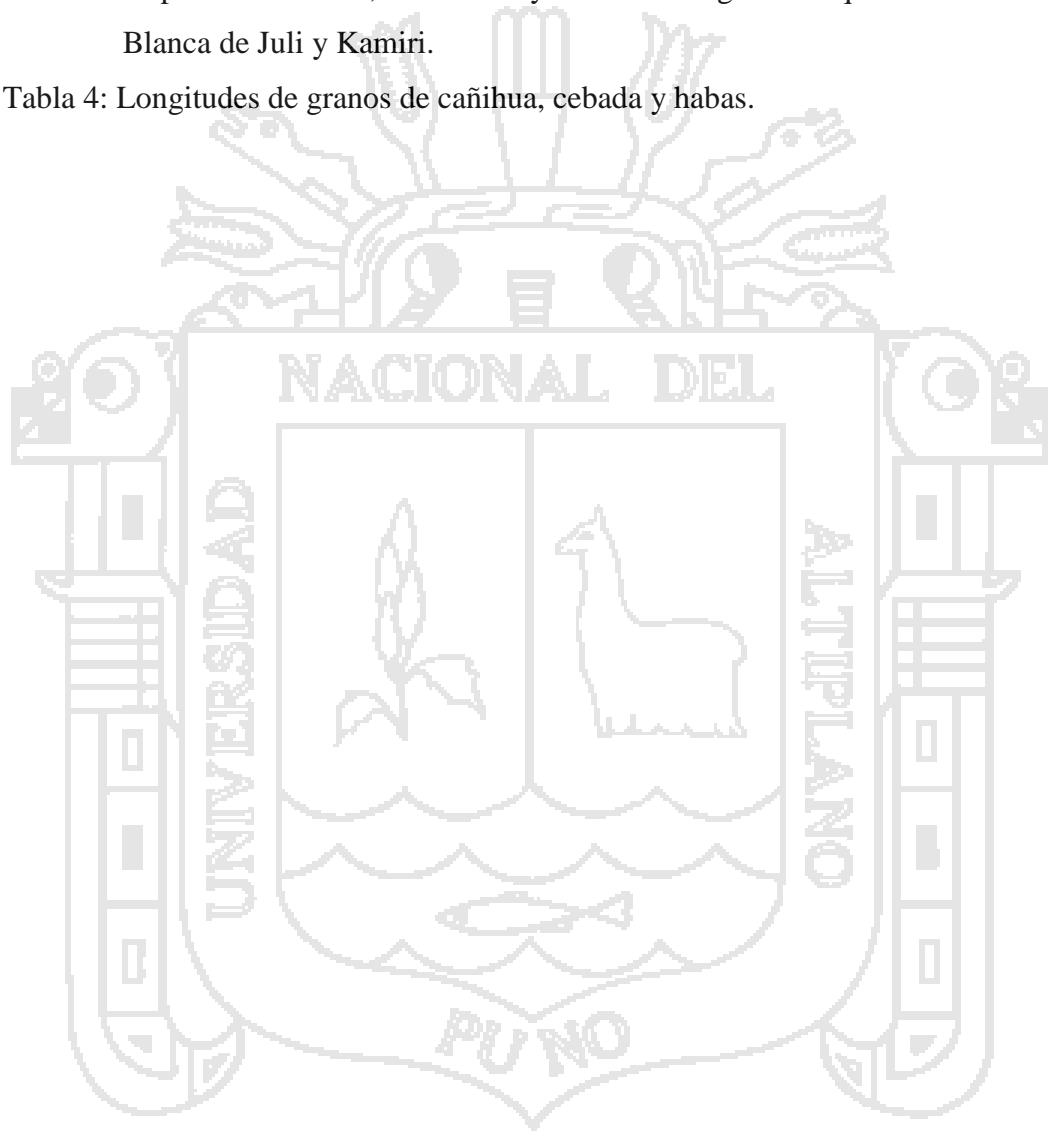 Blanca de Juli y Kamiri.
Tabla 4: Longitudes de granos de cañihua, cebada y habas.
NACIONAL DEL
UNIVERSIDAD
ALTIPLANO
PUNO